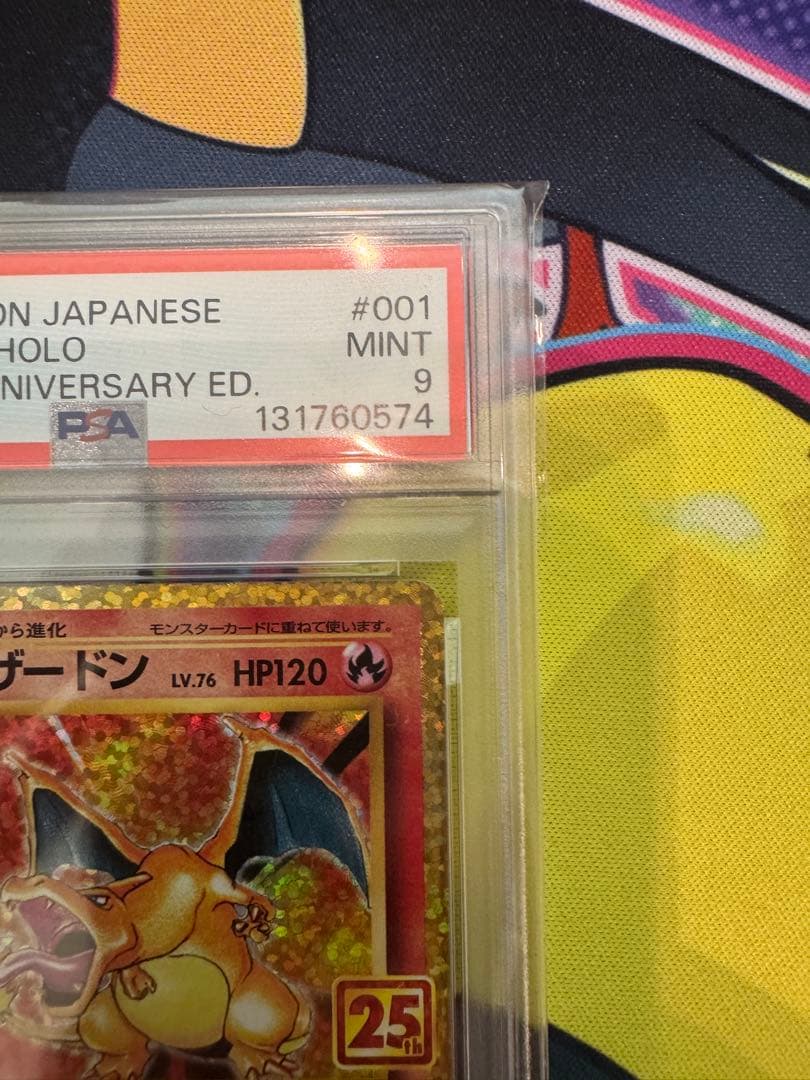 ON JAPANESE #001
HOLO MINT
NIVERSARY ED. 9
PSA 131760574
から進化 モンスターカードに重ねて使います。
ザードン LV.76 HP120
25th